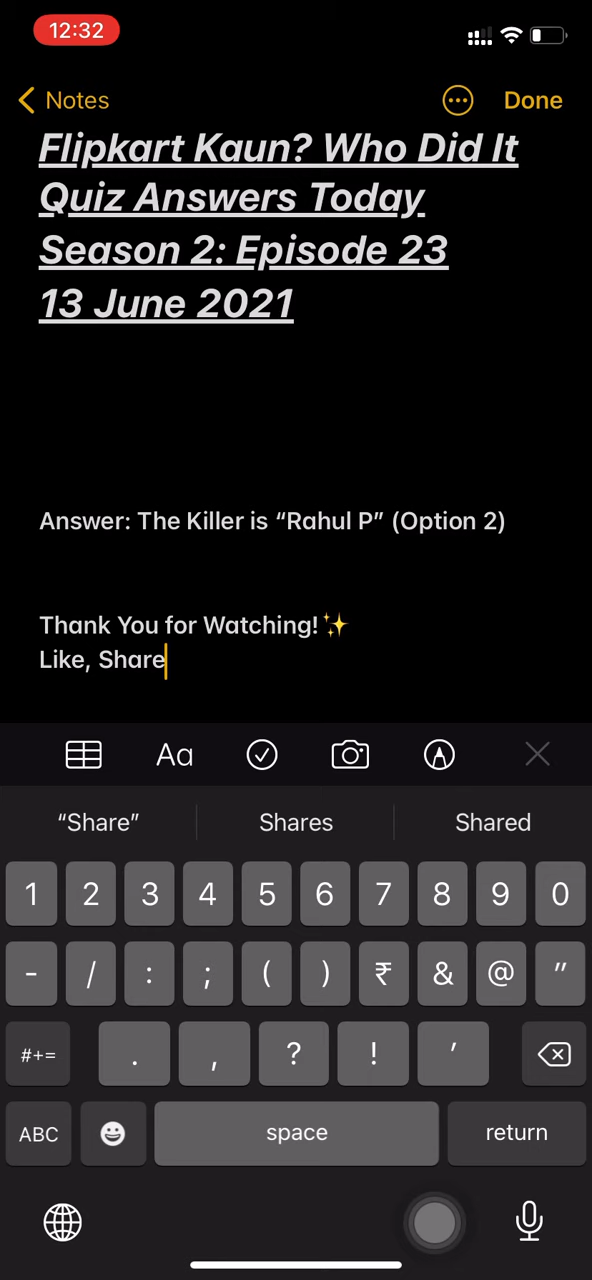 12:32
Notes
Done
Flipkart Kaun? Who Did It
Quiz Answers Today
Season 2: Episode 23
13 June 2021
Answer: The Killer is “Rahul P” (Option 2)
Thank You for Watching!✨
Like, Share
Aa
“Share” Shares Shared
1 2 3 4 5 6 7 8 9 0
- / : ; ( ) ₹ & @ "
#+= . , ? ! '
ABC space return